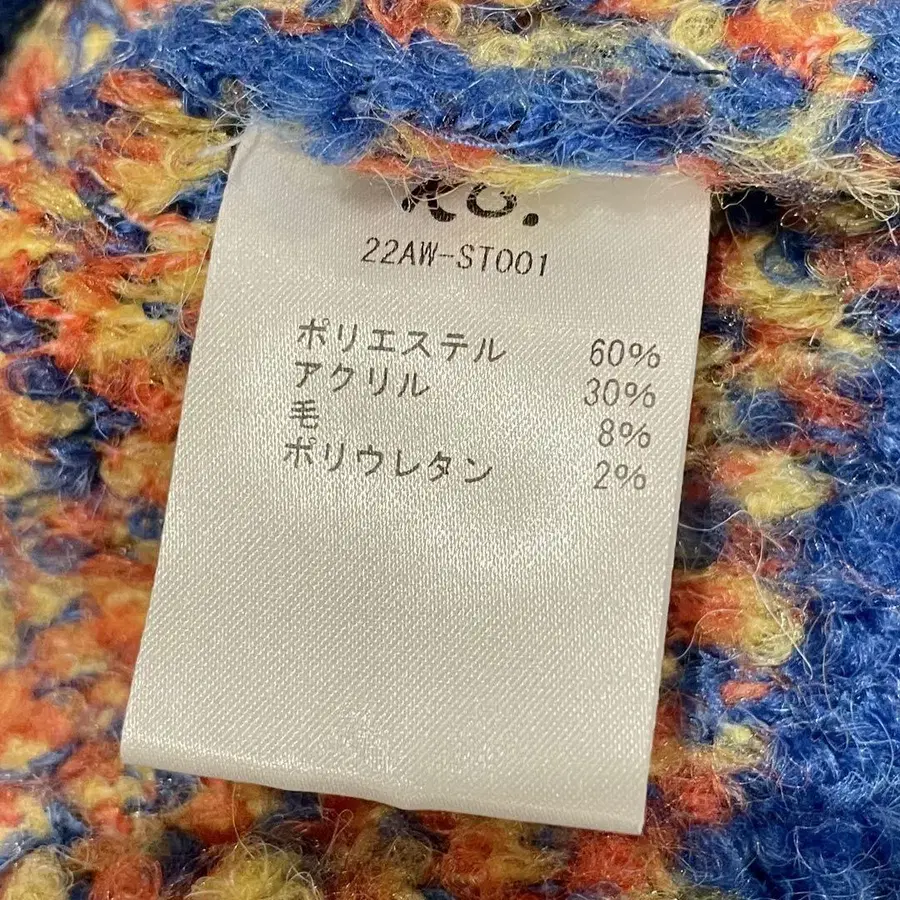 22AW-ST001
ポリエステル 60%
アクリル 30%
毛 8%
ポリウレタン 2%